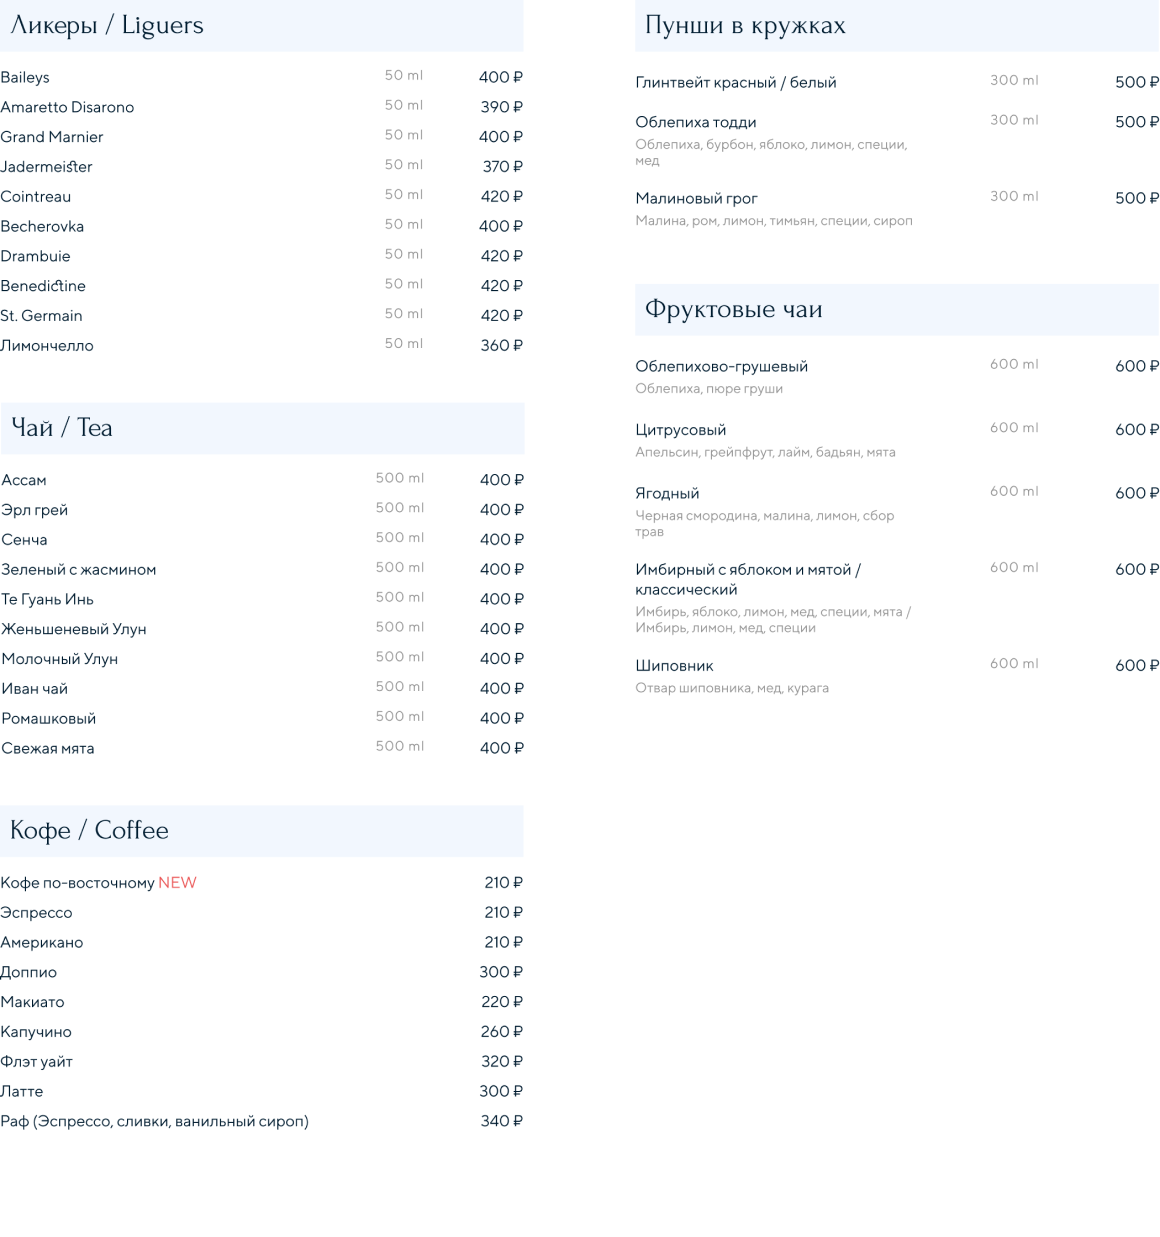 Ликеры / Liguers
Baileys 50 ml 400 ₽
Amaretto Disarono 50 ml 390 ₽
Grand Marnier 50 ml 400 ₽
Jadermeister 50 ml 370 ₽
Cointreau 50 ml 420 ₽
Becherovka 50 ml 400 ₽
Drambuie 50 ml 420 ₽
Benedictine 50 ml 420 ₽
St. Germain 50 ml 420 ₽
Лимончелло 50 ml 360 ₽
Чай / Tea
Ассам 500 ml 400 ₽
Эрл грей 500 ml 400 ₽
Сенча 500 ml 400 ₽
Зеленый с жасмином 500 ml 400 ₽
Те Гуань Инь 500 ml 400 ₽
Женьшеневый Улун 500 ml 400 ₽
Молочный Улун 500 ml 400 ₽
Иван чай 500 ml 400 ₽
Ромашковый 500 ml 400 ₽
Свежая мята 500 ml 400 ₽
Кофе / Coffee
Кофе по-восточному NEW 210 ₽
Эспрессо 210 ₽
Американо 210 ₽
Доппио 300 ₽
Макиато 220 ₽
Капучино 260 ₽
Флэт уайт 320 ₽
Латте 300 ₽
Раф (Эспрессо, сливки, ванильный сироп) 340 ₽
Пунши в кружках
Глинтвейт красный / белый 300 ml 500 ₽
Облепиха тодди 300 ml 500 ₽
Облепиха, бурбон, яблоко, лимон, специи,
мед
Малиновый грог 300 ml 500 ₽
Малина, ром, лимон, тимьян, специи, сироп
Фруктовые чаи
Облепихово-грушевый 600 ml 600 ₽
Облепиха, пюре груши
Цитрусовый 600 ml 600 ₽
Апельсин, грейпфрут, лайм, бадьян, мята
Ягодный 600 ml 600 ₽
Черная смородина, малина, лимон, сбор
трав
Имбирный с яблоком и мятой / 600 ml 600 ₽
классический
Имбирь, яблоко, лимон, мед, специи, мята /
Имбирь, лимон, мед, специи
Шиповник 600 ml 600 ₽
Отвар шиповника, мед, курага